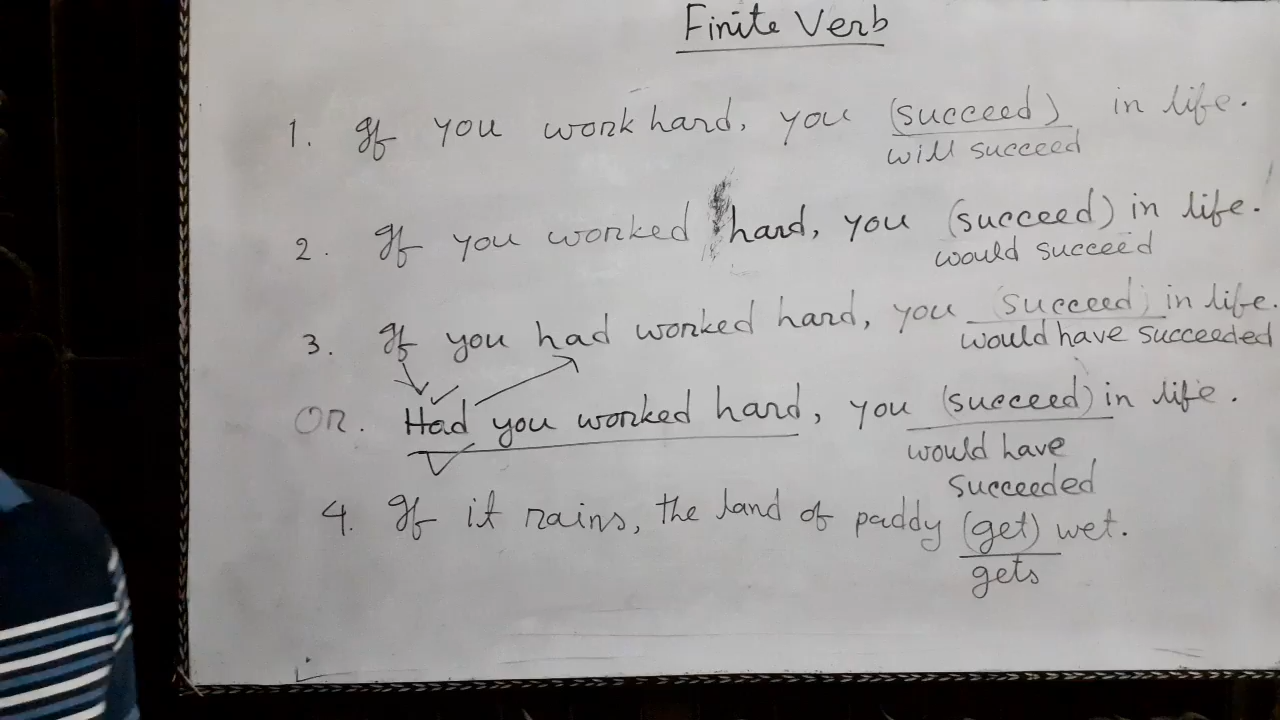 Finite Verb
1. If you work hard, you (succeed) in life.
will succeed
2. If you worked hard, you (succeed) in life.
would succeed
3. If you had worked hard, you (succeed) in life.
would have succeeded
OR. Had you worked hard, you (succeed) in life.
would have
succeeded
4. If it rains, the land of paddy (get) wet.
gets